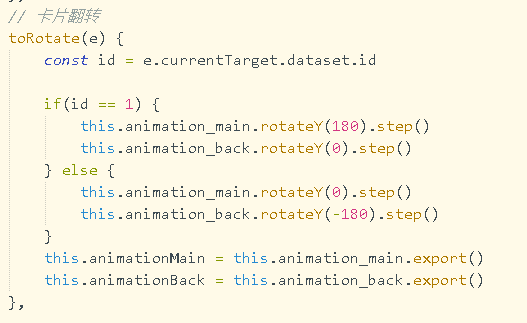 // 卡片翻转
toRotate(e) {
const id = e.currentTarget.dataset.id
if(id == 1) {
this.animation_main.rotateY(180).step()
this.animation_back.rotateY(0).step()
} else {
this.animation_main.rotateY(0).step()
this.animation_back.rotateY(-180).step()
}
this.animationMain = this.animation_main.export()
this.animationBack = this.animation_back.export()
},